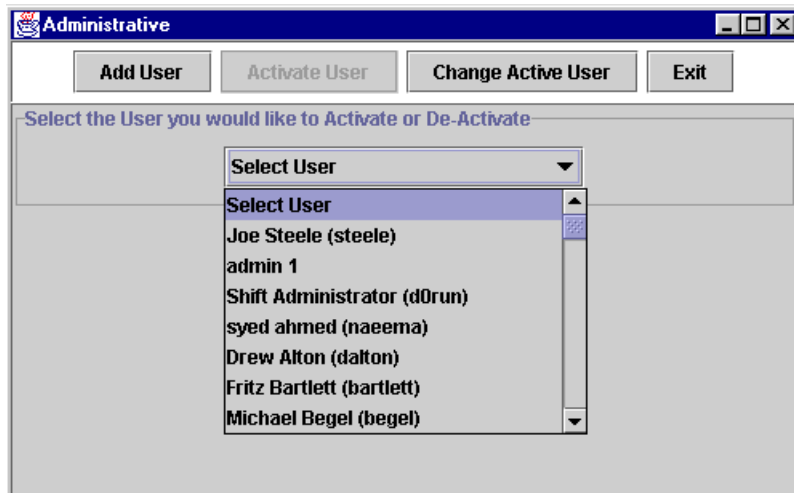 Administrative
Add User Activate User Change Active User Exit
Select the User you would like to Activate or De-Activate
Select User
Select User
Joe Steele (steele)
admin 1
Shift Administrator (d0run)
syed ahmed (naeema)
Drew Alton (dalton)
Fritz Bartlett (bartlett)
Michael Begel (begel)